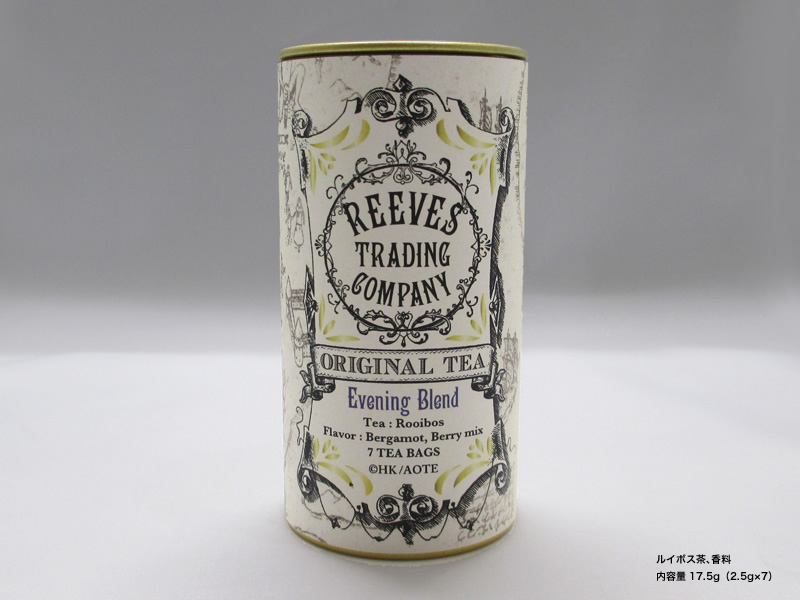 REEVES
TRADING
COMPANY
ORIGINAL TEA
Evening Blend
Tea : Rooibos
Flavor : Bergamot, Berry mix
7 TEA BAGS
©HK/AOTE
ルイボス茶、香料
内容量 17.5g（2.5g×7）